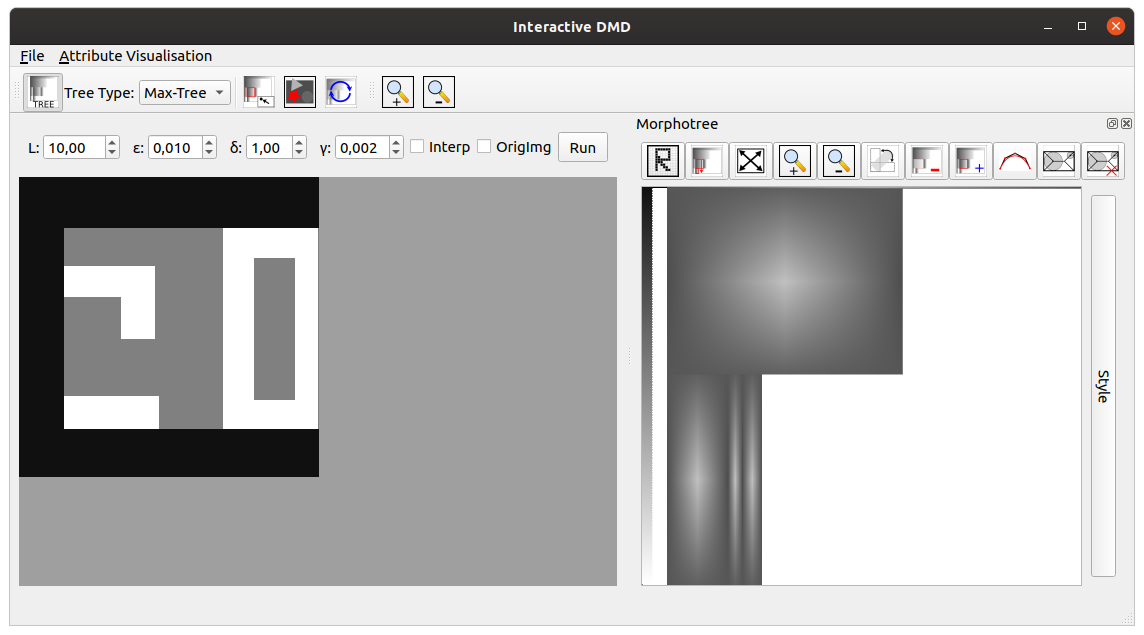 Interactive DMD
File Attribute Visualisation
TREE Tree Type: Max-Tree
Morphotree
L: 10,00 ε: 0,010 δ: 1,00 γ: 0,002 Interp OrigImg Run
R
Style